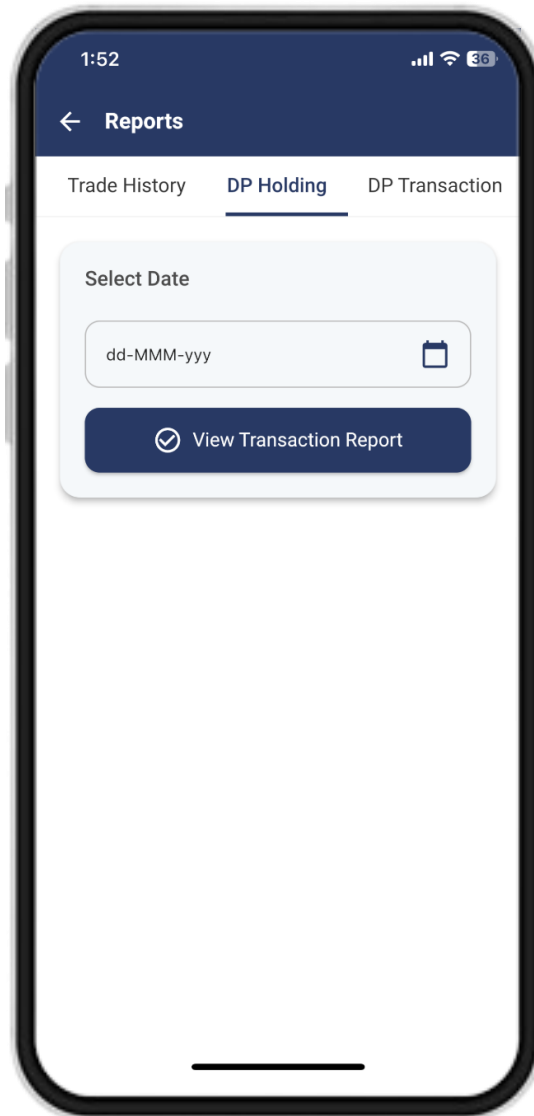 1:52
36
Reports
Trade History DP Holding DP Transaction
Select Date
dd-MMM-yyy
View Transaction Report